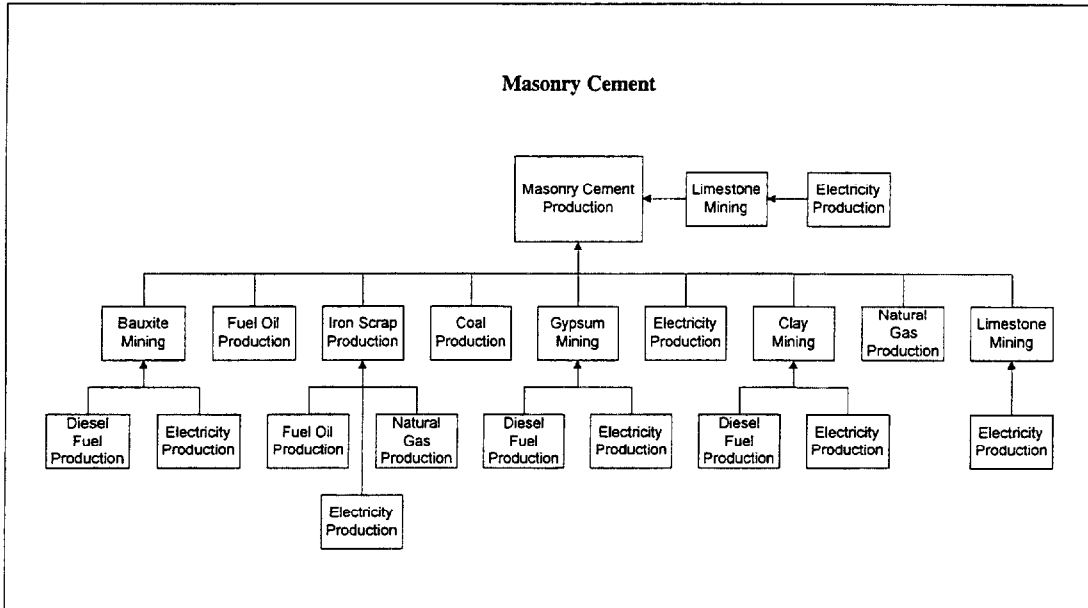 Masonry Cement
Masonry Cement
Production
Limestone
Mining
Electricity
Production
Bauxite
Mining
Fuel Oil
Production
Iron Scrap
Production
Coal
Production
Gypsum
Mining
Electricity
Production
Clay
Mining
Natural
Gas
Production
Limestone
Mining
Diesel
Fuel
Production
Electricity
Production
Fuel Oil
Production
Natural
Gas
Production
Diesel
Fuel
Production
Electricity
Production
Diesel
Fuel
Production
Electricity
Production
Electricity
Production
Electricity
Production